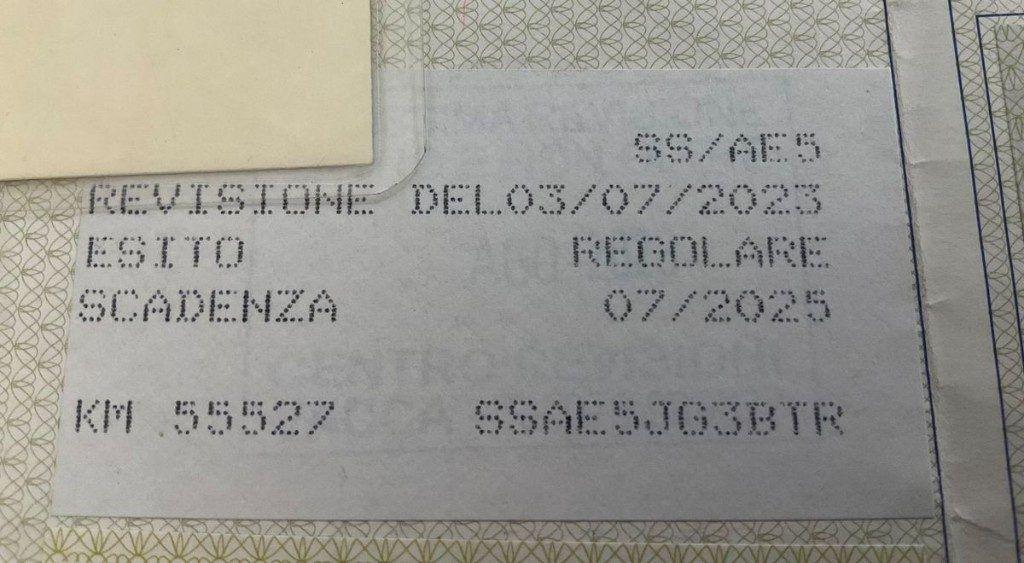 SS/AE5
REVISIONE DEL03/07/2023
ESITO REGOLARE
SCADENZA 07/2025
KM 55527 SSAE5JG3BTR